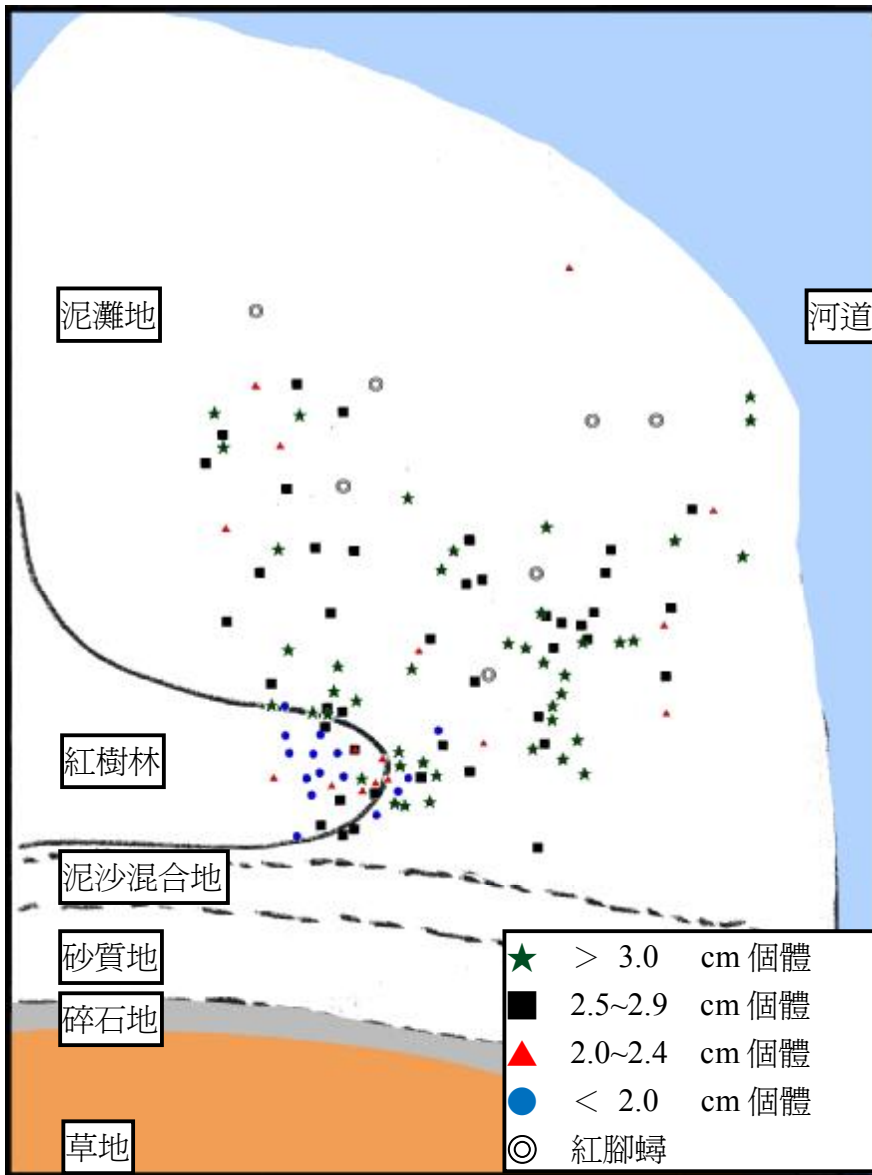 泥灘地
河道
紅樹林
泥沙混合地
砂質地
碎石地
草地
＞ 3.0 cm 個體
2.5~2.9 cm 個體
2.0~2.4 cm 個體
＜ 2.0 cm 個體
紅腳蟳